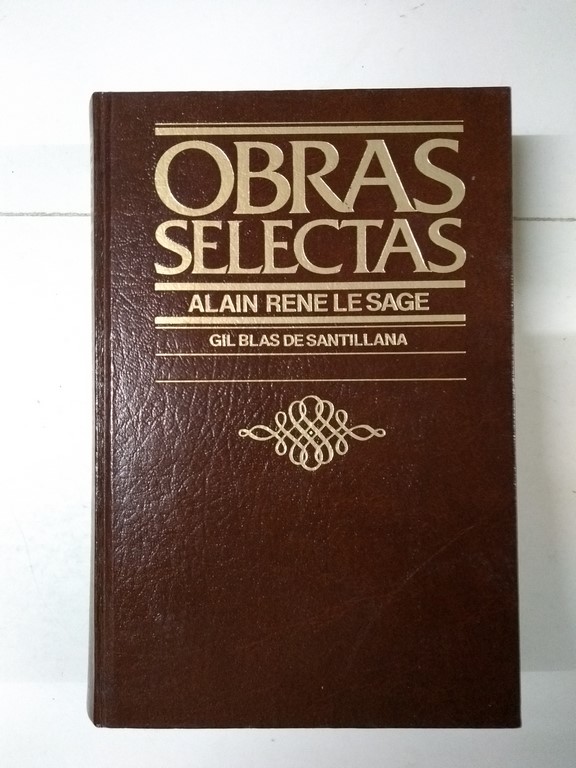 OBRAS
SELECTAS
ALAIN RENE LE SAGE
GIL BLAS DE SANTILLANA